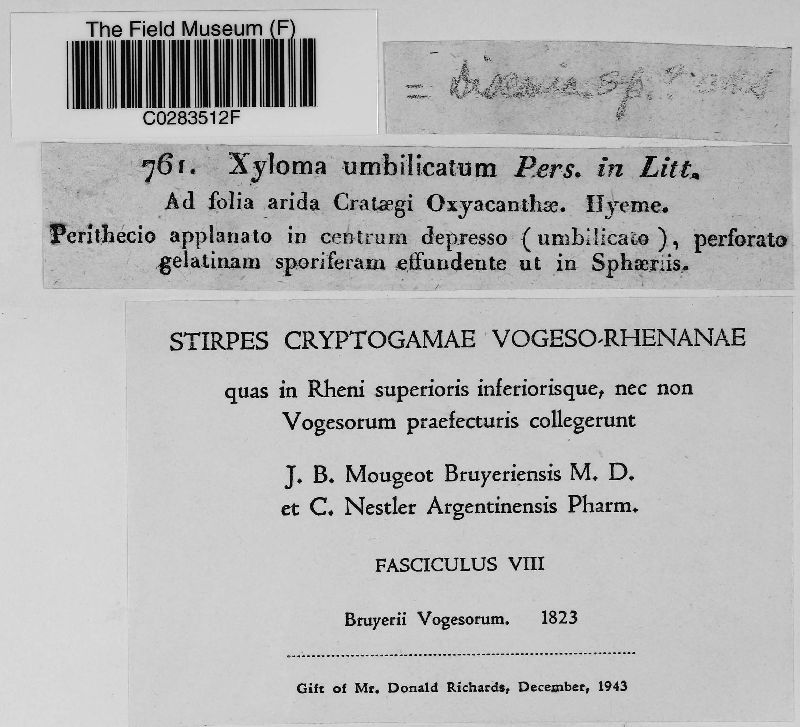 The Field Museum (F)
C0283512F
= Discosia sp.?
761. Xyloma umbilicatum Pers. in Litt.
Ad folia arida Cratægi Oxyacanthæ. Hyeme.
Perithecio applanato in centrum depresso (umbilicato), perforato
gelatinam sporiferam effundente ut in Sphæriis.
STIRPES CRYPTOGAMAE VOGESO-RHENANAE
quas in Rheni superioris inferiorisque, nec non
Vogesorum praefecturis collegerunt
J. B. Mougeot Bruyeriensis M. D.
et C. Nestler Argentinensis Pharm.
FASCICULUS VIII
Bruyerii Vogesorum. 1823
Gift of Mr. Donald Richards, December, 1943